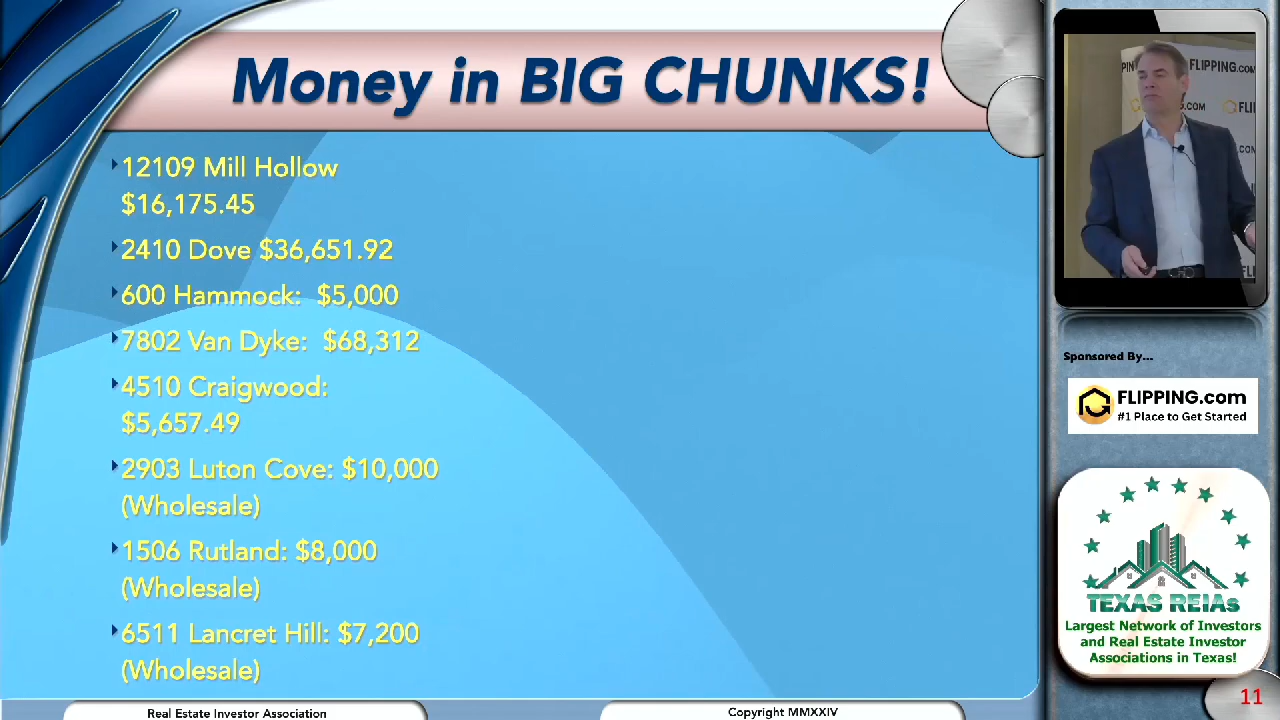 Money in BIG CHUNKS!
12109 Mill Hollow
$16,175.45
2410 Dove $36,651.92
600 Hammock: $5,000
7802 Van Dyke: $68,312
4510 Craigwood:
$5,657.49
2903 Luton Cove: $10,000
(Wholesale)
1506 Rutland: $8,000
(Wholesale)
6511 Lancret Hill: $7,200
(Wholesale)
Real Estate Investor Association
Copyright MMXXIV
FLIPPING.com
Sponsored By...
FLIPPING.com
#1 Place to Get Started
TEXAS REIAs
Largest Network of Investors
and Real Estate Investor
Associations in Texas!
11